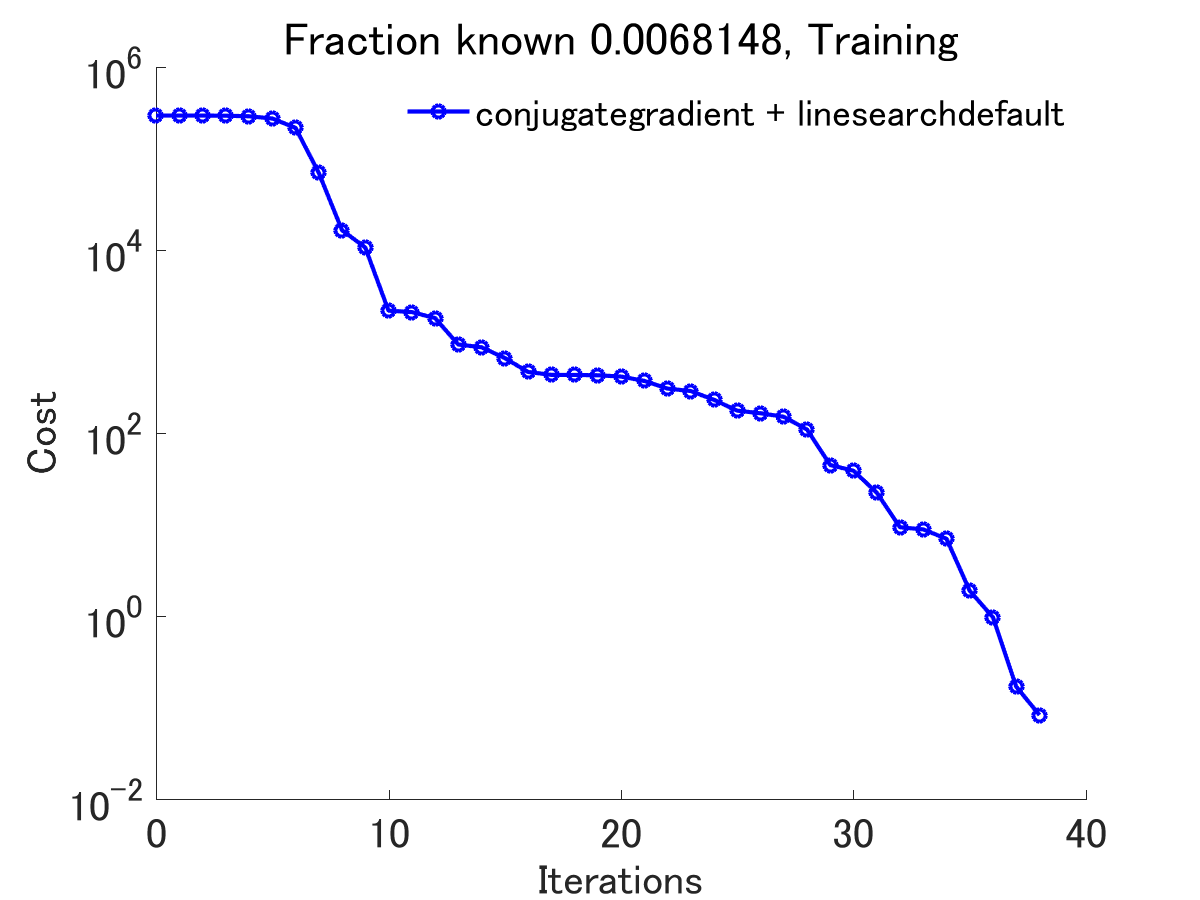 Fraction known 0.0068148, Training
10^6
conjugategradient + linesearchdefault
10^4
10^2
Cost
10^0
10^-2
0 10 20 30 40
Iterations